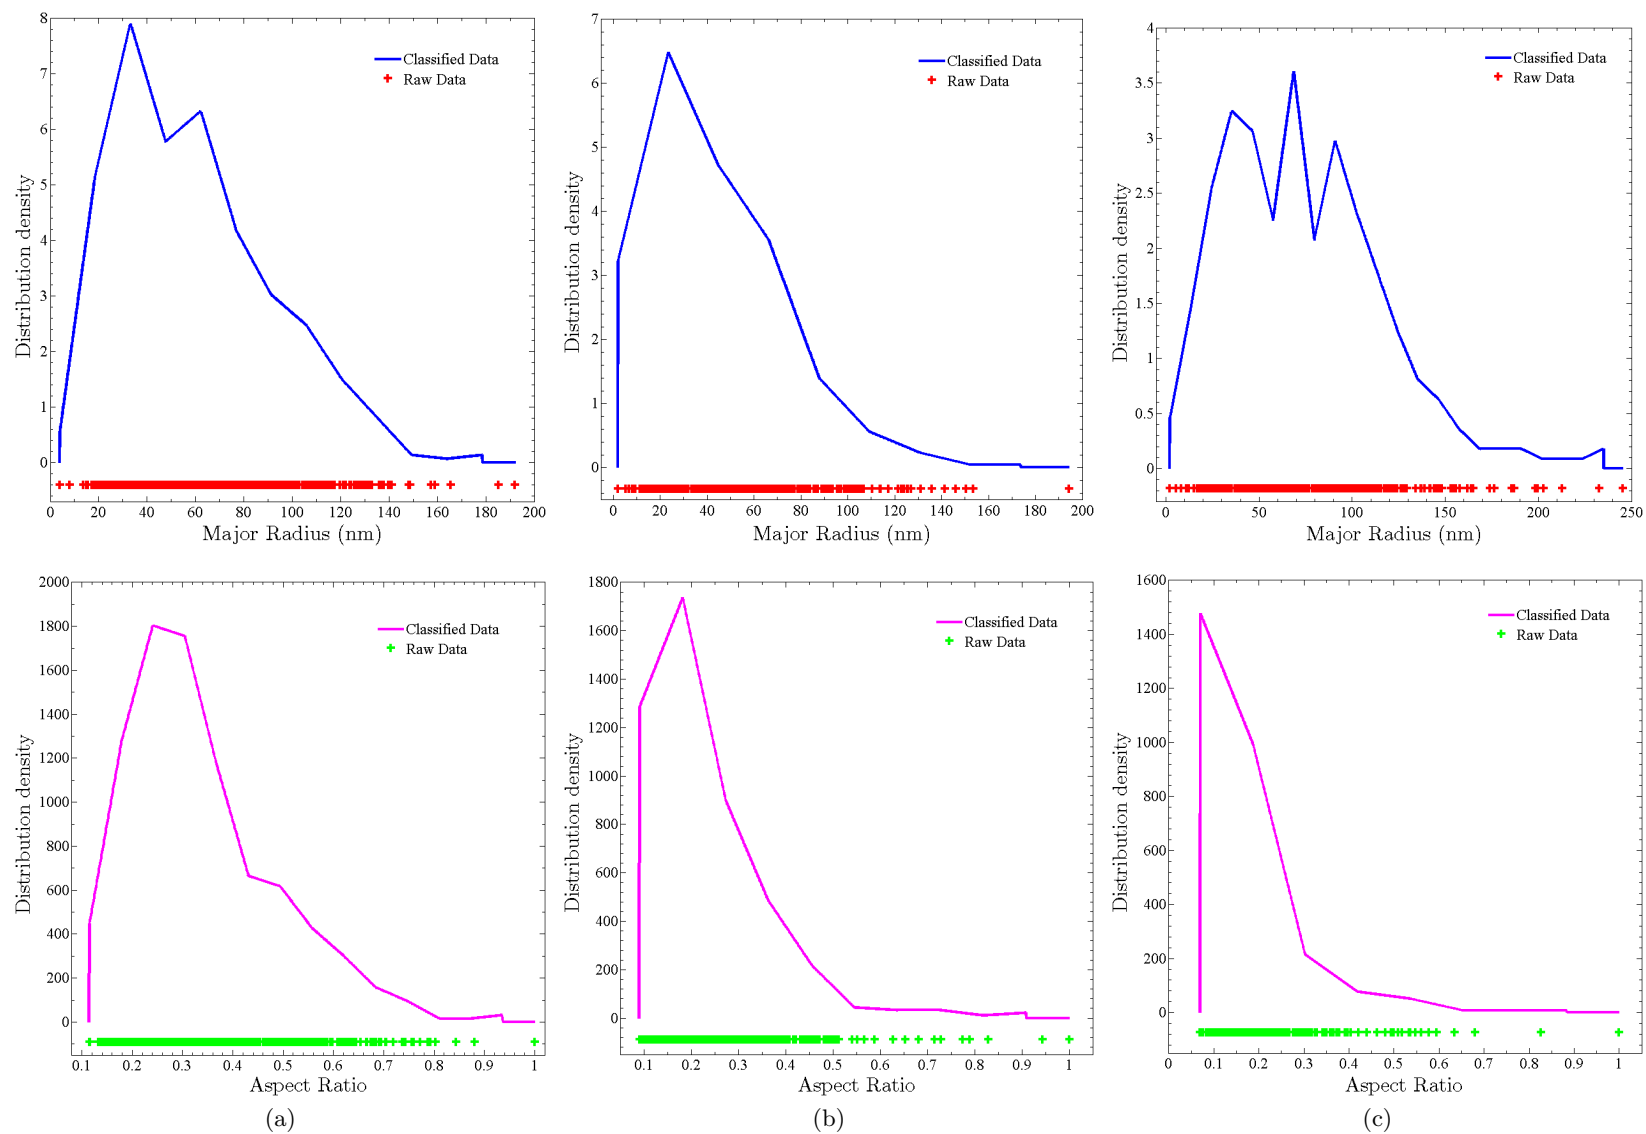 8
7
6
5
4
3
2
1
0
0 20 40 60 80 100 120 140 160 180 200
Distribution density
Major Radius (nm)
Classified Data
Raw Data
7
6
5
4
3
2
1
0
0 20 40 60 80 100 120 140 160 180 200
Distribution density
Major Radius (nm)
Classified Data
Raw Data
4
3.5
3
2.5
2
1.5
1
0.5
0
0 50 100 150 200 250
Distribution density
Major Radius (nm)
Classified Data
Raw Data
2000
1800
1600
1400
1200
1000
800
600
400
200
0
0.1 0.2 0.3 0.4 0.5 0.6 0.7 0.8 0.9 1
Distribution density
Aspect Ratio
Classified Data
Raw Data
(a)
1800
1600
1400
1200
1000
800
600
400
200
0
0.1 0.2 0.3 0.4 0.5 0.6 0.7 0.8 0.9 1
Distribution density
Aspect Ratio
Classified Data
Raw Data
(b)
1600
1400
1200
1000
800
600
400
200
0
0 0.1 0.2 0.3 0.4 0.5 0.6 0.7 0.8 0.9 1
Distribution density
Aspect Ratio
Classified Data
Raw Data
(c)